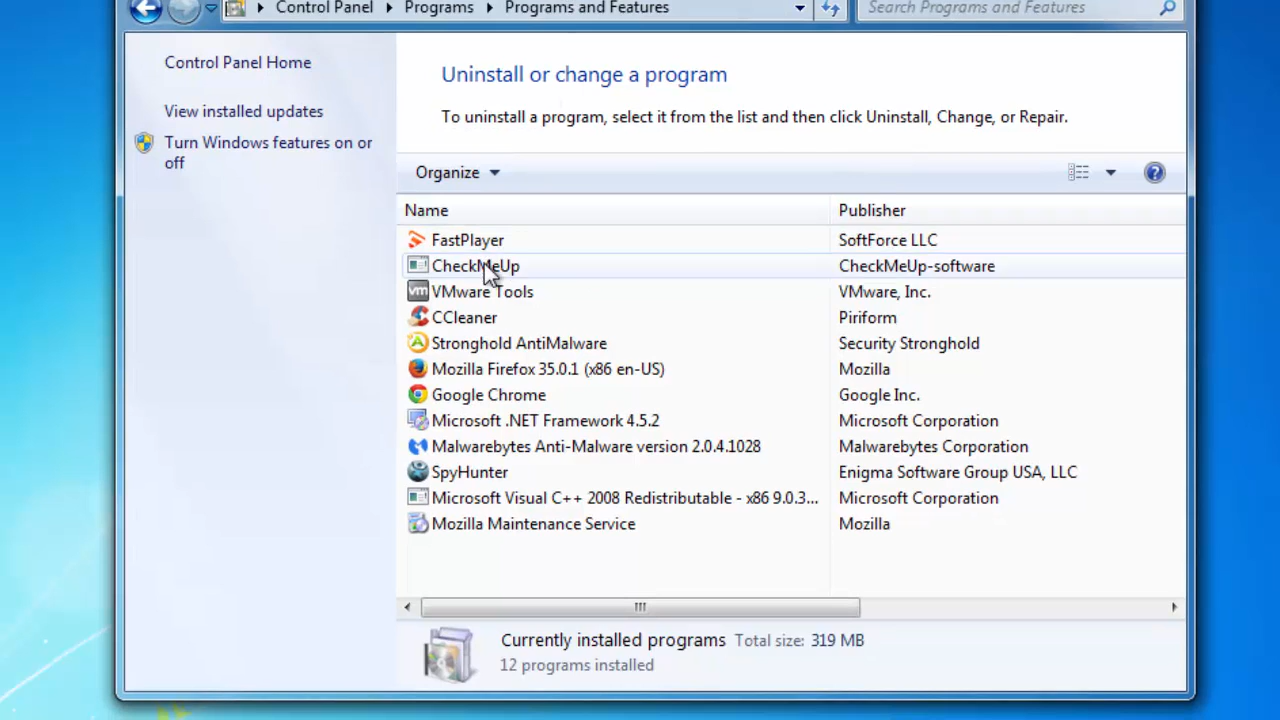 Control Panel Programs Programs and Features Search Programs and Features
Control Panel Home
View installed updates
Turn Windows features on or
off
Uninstall or change a program
To uninstall a program, select it from the list and then click Uninstall, Change, or Repair.
Organize
Name Publisher
FastPlayer SoftForce LLC
CheckMeUp CheckMeUp-software
vm VMware Tools VMware, Inc.
CCleaner Piriform
Stronghold AntiMalware Security Stronghold
Mozilla Firefox 35.0.1 (x86 en-US) Mozilla
Google Chrome Google Inc.
Microsoft .NET Framework 4.5.2 Microsoft Corporation
Malwarebytes Anti-Malware version 2.0.4.1028 Malwarebytes Corporation
SpyHunter Enigma Software Group USA, LLC
Microsoft Visual C++ 2008 Redistributable - x86 9.0.3... Microsoft Corporation
Mozilla Maintenance Service Mozilla
Currently installed programs Total size: 319 MB
12 programs installed